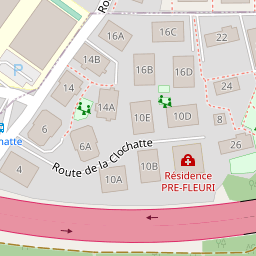 Ro
16A
16C
22
14B
16B
16D
P
14
24
14A
10E
10D
8
6
6A
26
hatte
Route de la Clochatte
4
10A
10B
Résidence
PRE-FLEURI